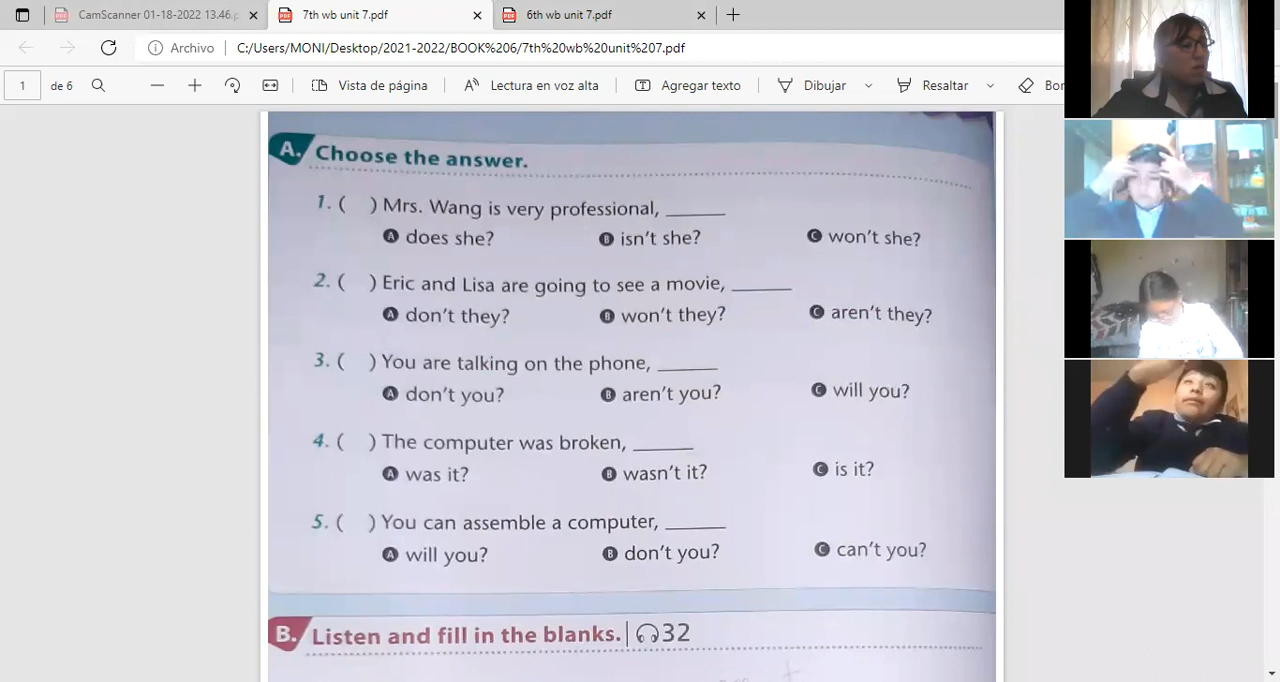 CamScanner 01-18-2022 13.46.p
7th wb unit 7.pdf
6th wb unit 7.pdf
Archivo C:/Users/MONI/Desktop/2021-2022/BOOK%206/7th%20wb%20unit%207.pdf
1 de 6 Vista de página Lectura en voz alta Agregar texto Dibujar Resaltar Bor
A. Choose the answer.
1. ( ) Mrs. Wang is very professional, _____
A does she? B isn't she? C won't she?
2. ( ) Eric and Lisa are going to see a movie, _____
A don't they? B won't they? C aren't they?
3. ( ) You are talking on the phone, _____
A don't you? B aren't you? C will you?
4. ( ) The computer was broken, _____
A was it? B wasn't it? C is it?
5. ( ) You can assemble a computer, _____
A will you? B don't you? C can't you?
B. Listen and fill in the blanks. | 32